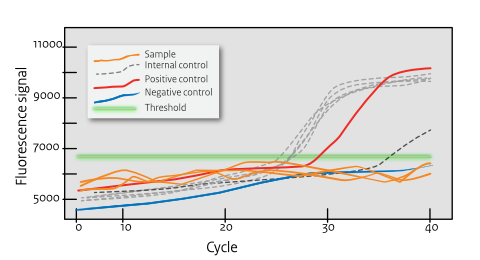 Fluorescence signal
11000
9000
7000
5000
Sample
Internal control
Positive control
Negative control
Threshold
0
10
20
30
40
Cycle